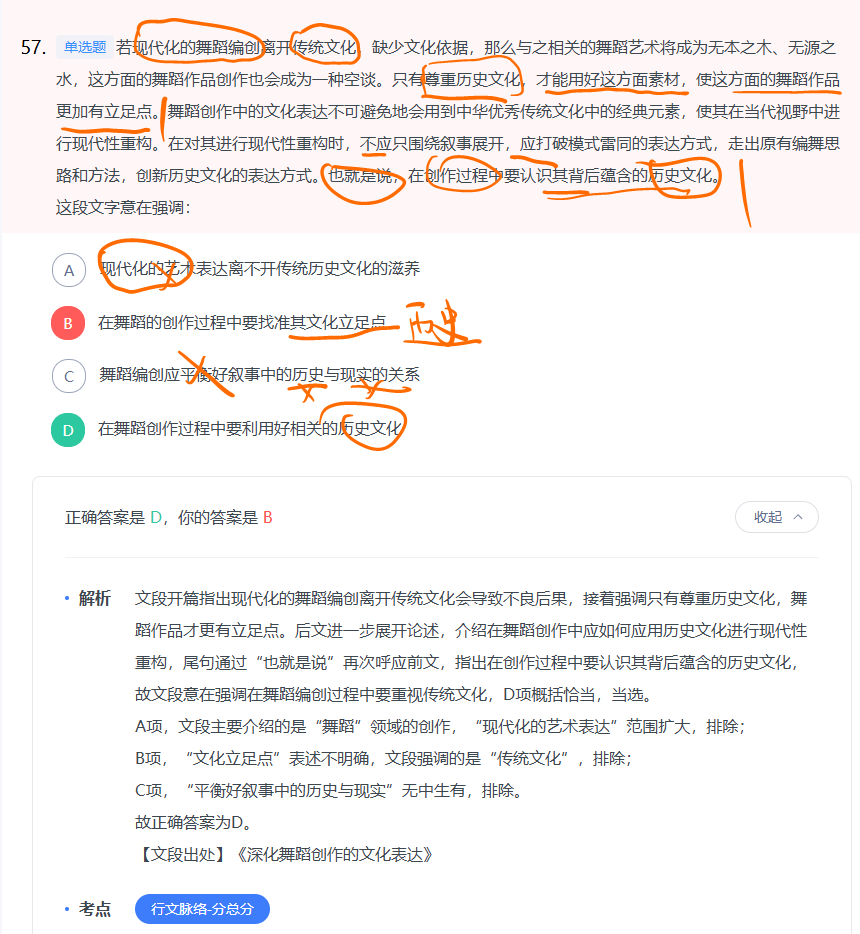 57. 单选题 若现代化的舞蹈编创离开传统文化，缺少文化依据，那么与之相关的舞蹈艺术将成为无本之木、无源之
水，这方面的舞蹈作品创作也会成为一种空谈。只有尊重历史文化，才能用好这方面素材，使这方面的舞蹈作品
更加有立足点。舞蹈创作中的文化表达不可避免地会用到中华优秀传统文化中的经典元素，使其在当代视野中进
行现代性重构。在对其进行现代性重构时，不应只围绕叙事展开，应打破模式雷同的表达方式，走出原有编舞思
路和方法，创新历史文化的表达方式。也就是说，在创作过程中要认识其背后蕴含的历史文化。
这段文字意在强调：
A 现代化的艺术表达离不开传统历史文化的滋养
B 在舞蹈的创作过程中要找准其文化立足点 历史
C 舞蹈编创应平衡好叙事中的历史与现实的关系
D 在舞蹈创作过程中要利用好相关的历史文化
正确答案是 D，你的答案是 B
收起
解析 文段开篇指出现代化的舞蹈编创离开传统文化会导致不良后果，接着强调只有尊重历史文化，舞
蹈作品才更有立足点。后文进一步展开论述，介绍在舞蹈创作中应如何应用历史文化进行现代性
重构，尾句通过“也就是说”再次呼应前文，指出在创作过程中要认识其背后蕴含的历史文化，
故文段意在强调在舞蹈编创过程中要重视传统文化，D项概括恰当，当选。
A项，文段主要介绍的是“舞蹈”领域的创作，“现代化的艺术表达”范围扩大，排除；
B项，“文化立足点”表述不明确，文段强调的是“传统文化”，排除；
C项，“平衡好叙事中的历史与现实”无中生有，排除。
故正确答案为D。
【文段出处】《深化舞蹈创作的文化表达》
考点 行文脉络-分总分